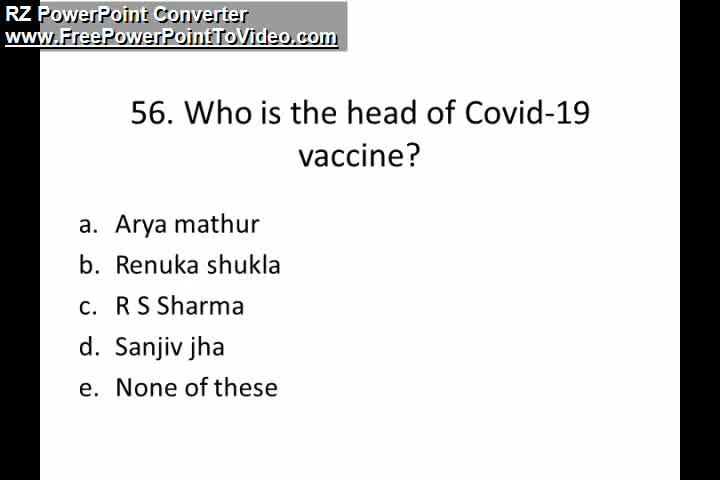 RZ PowerPoint Converter
www.FreePowerPointToVideo.com
56. Who is the head of Covid-19
vaccine?
a. Arya mathur
b. Renuka shukla
c. R S Sharma
d. Sanjiv jha
e. None of these